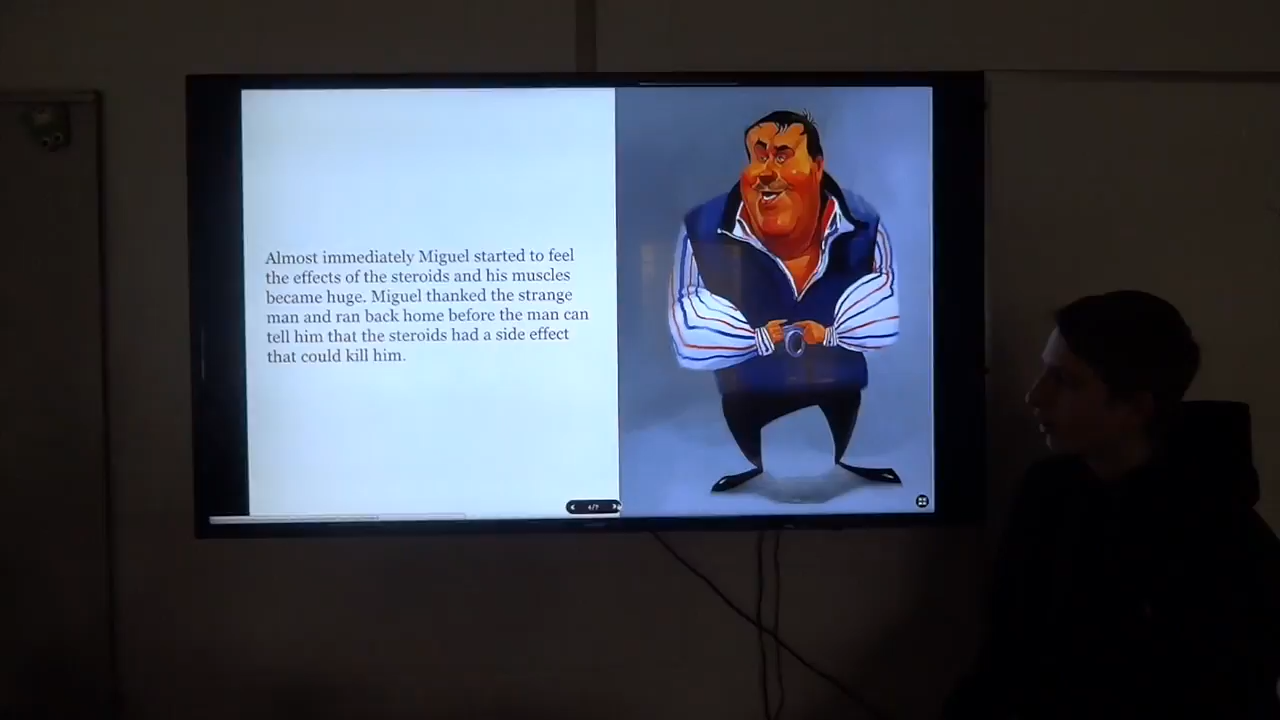 Almost immediately Miguel started to feel
the effects of the steroids and his muscles
became huge. Miguel thanked the strange
man and ran back home before the man can
tell him that the steroids had a side effect
that could kill him.
4/7